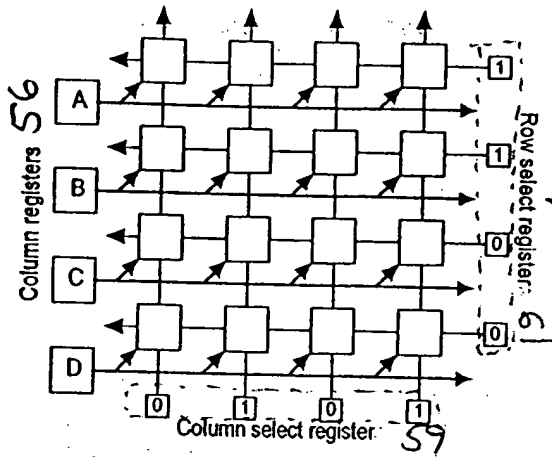 Column registers 56
A
B
C
D
1
1
0
0
Row select register 61
0
1
0
1
Column select register 59